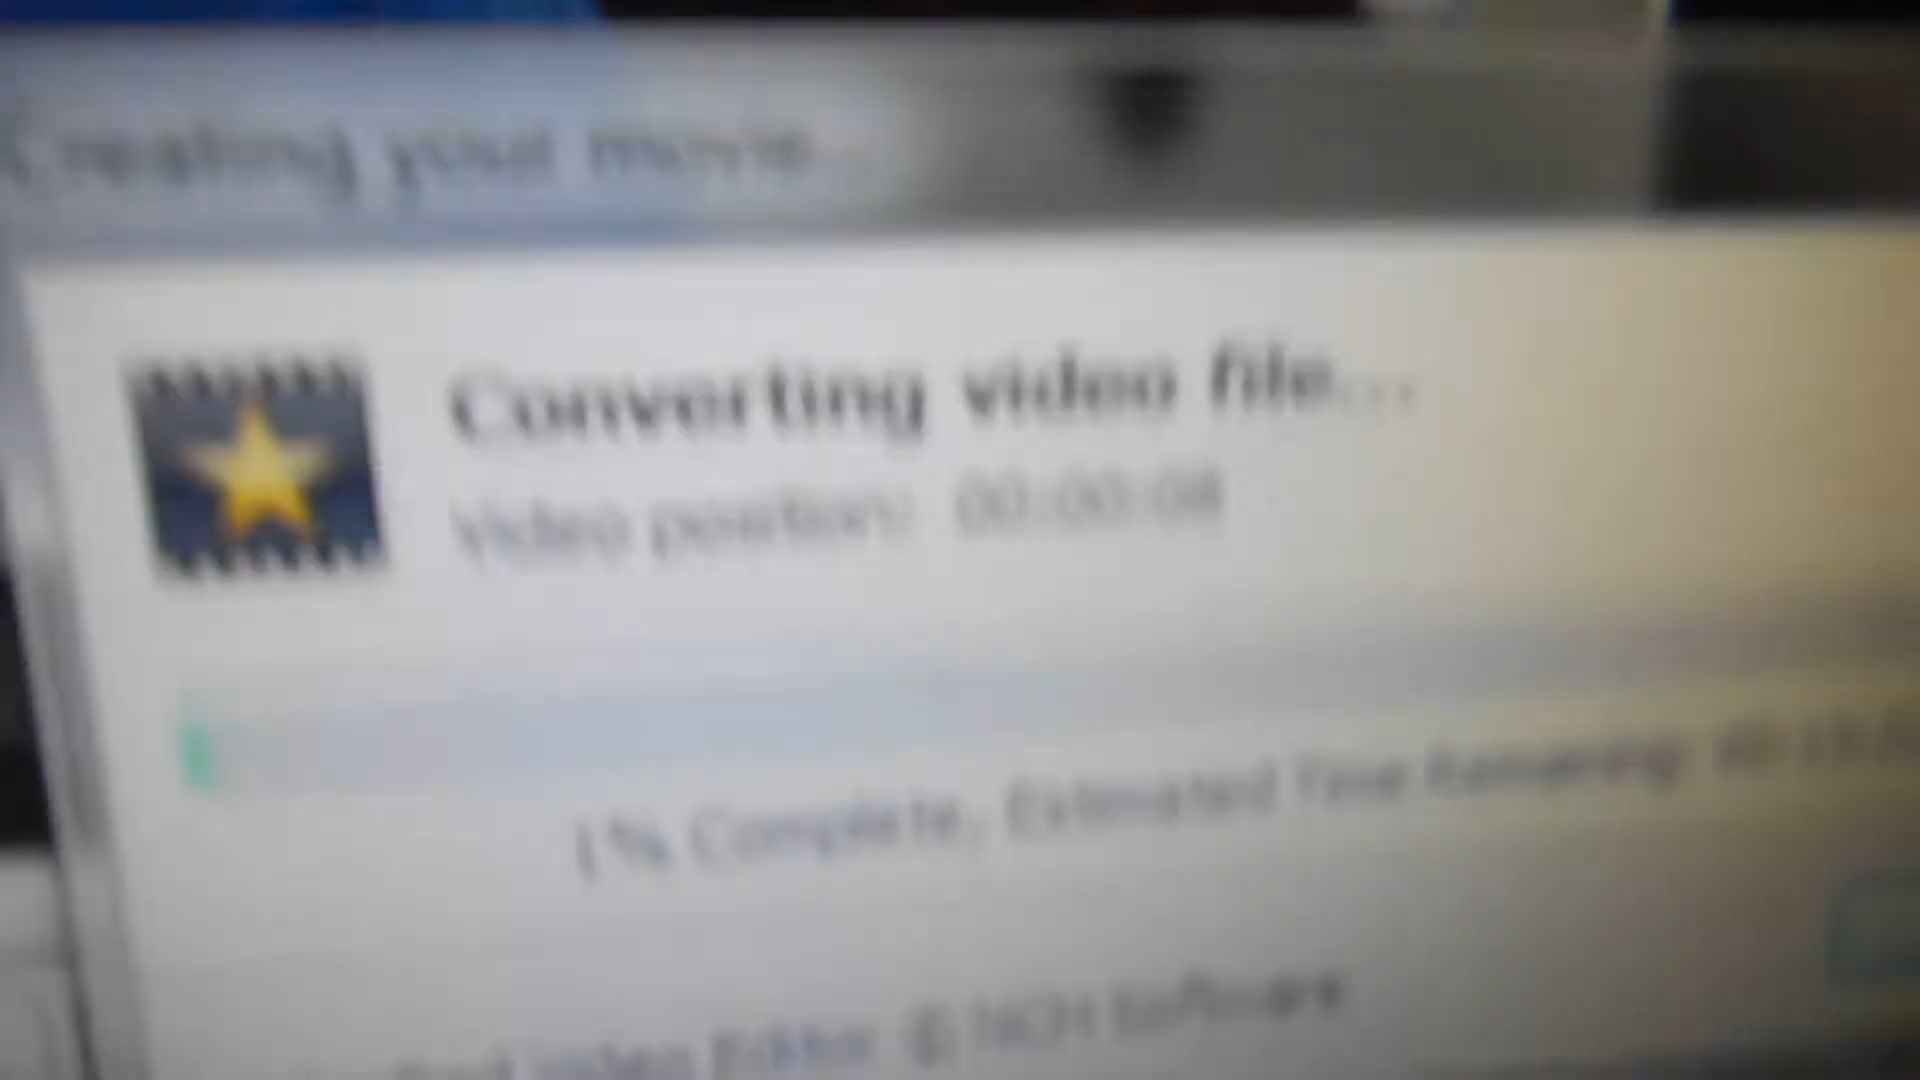 Creating your movie...
Converting video file...
Video position: 00:00:08
1% Complete, Estimated Time Remaining:
Video Editor © NCH Software